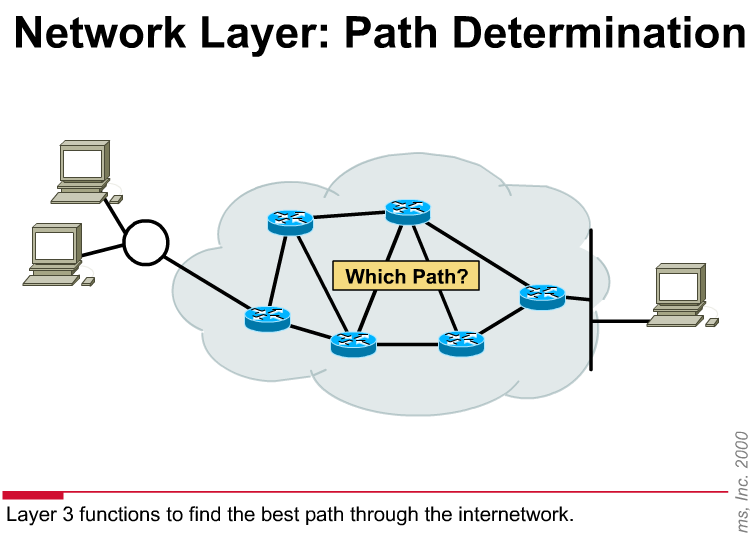 Network Layer: Path Determination
Which Path?
ms, Inc. 2000
Layer 3 functions to find the best path through the internetwork.